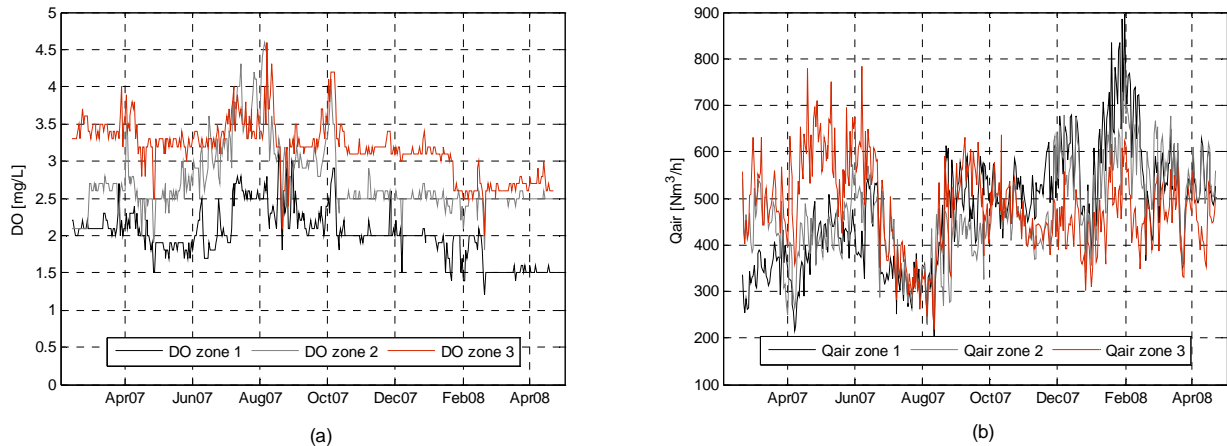 5
4.5
4
3.5
3
2.5
2
1.5
1
0.5
0
DO [mg/L]
DO zone 1 DO zone 2 DO zone 3
Apr07 Jun07 Aug07 Oct07 Dec07 Feb08 Apr08
(a)
900
800
700
600
500
400
300
200
100
Qair [Nm³/h]
Qair zone 1 Qair zone 2 Qair zone 3
Apr07 Jun07 Aug07 Oct07 Dec07 Feb08 Apr08
(b)